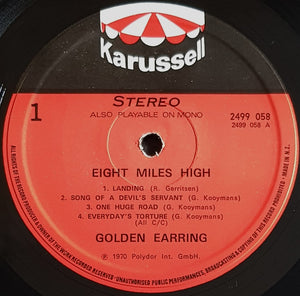 Karussell
STEREO
ALSO PLAYABLE ON MONO
1
2499 058
2499 058 A
EIGHT MILES HIGH
1. LANDING (R. Gerritsen)
2. SONG OF A DEVIL'S SERVANT (G. Kooymans)
3. ONE HUGE ROAD (G. Kooymans)
4. EVERYDAY'S TORTURE (G. Kooymans)
(All C/C)
GOLDEN EARRING
℗ 1970 Polydor Int. GmbH.
ALL RIGHTS OF THE RECORD PRODUCER & OWNER OF THE WORK RECORDED RESERVED · UNAUTHORISED PUBLIC PERFORMANCES, BROADCASTING & COPYING OF THIS RECORD PROHIBITED · MADE IN N.Z.